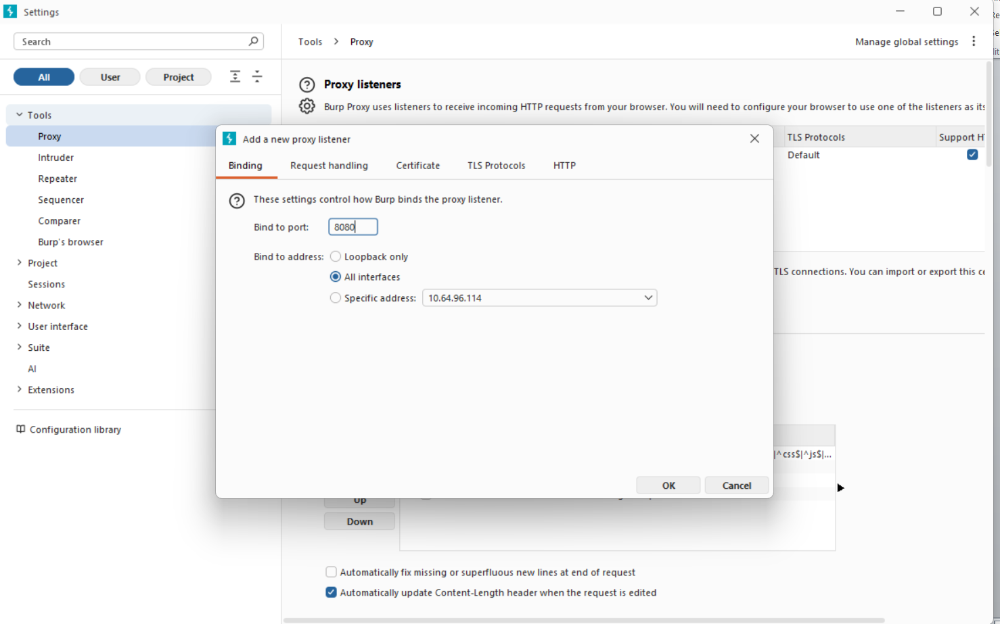 Settings
Search
All User Project
Tools
Proxy
Intruder
Repeater
Sequencer
Comparer
Burp's browser
Project
Sessions
Network
User interface
Suite
AI
Extensions
Configuration library
Tools > Proxy
Manage global settings
Proxy listeners
Burp Proxy uses listeners to receive incoming HTTP requests from your browser. You will need to configure your browser to use one of the listeners as its
TLS Protocols Support
Default
Add a new proxy listener
Binding Request handling Certificate TLS Protocols HTTP
These settings control how Burp binds the proxy listener.
Bind to port: 8080
Bind to address: Loopback only
All interfaces
Specific address: 10.64.96.114
OK Cancel
TLS connections. You can import or export this
|^css$|^js$|...
Up
Down
Automatically fix missing or superfluous new lines at end of request
Automatically update Content-Length header when the request is edited